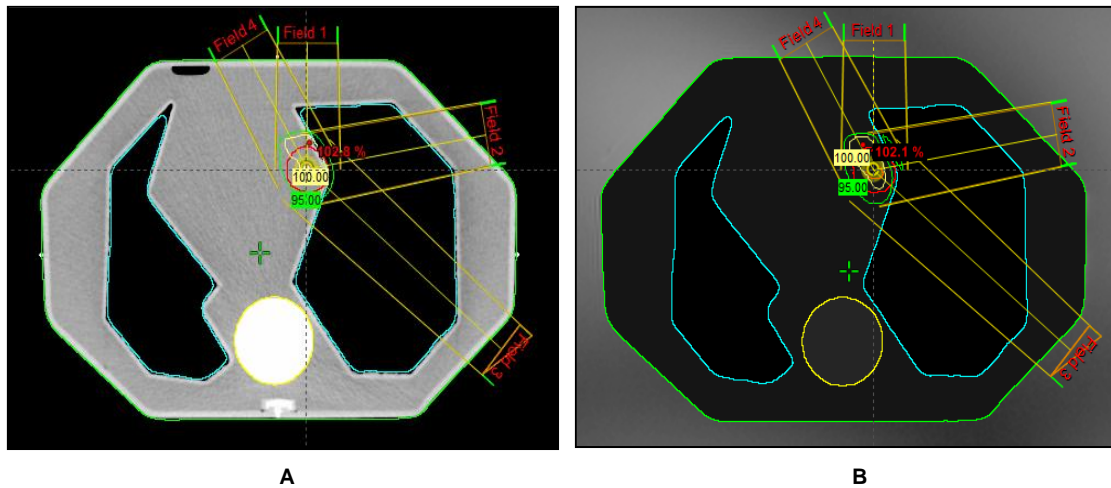 Field 4
Field 1
Field 2
102.8 %
100.00
95.00
Field 3
Field 4
Field 1
Field 2
102.1 %
100.00
95.00
Field 3
A
B